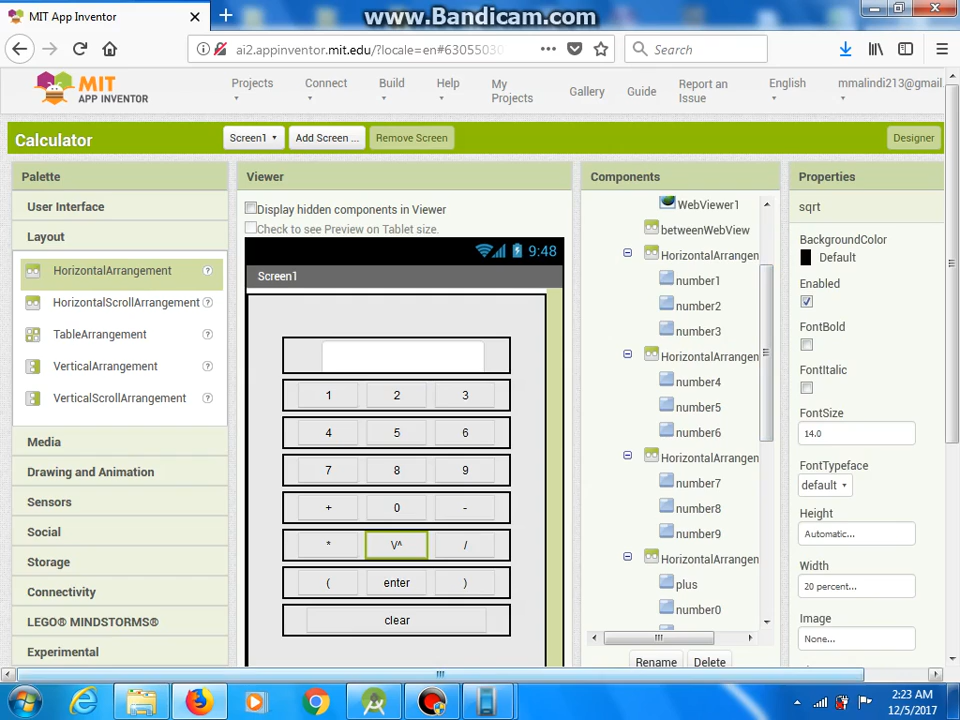 www.Bandicam.com
MIT App Inventor
ai2.appinventor.mit.edu/?locale=en#63055030
Search
MIT
APP INVENTOR
Projects
Connect
Build
Help
My Projects
Gallery
Guide
Report an Issue
English
mmalindi213@gmail.
Calculator
Screen1
Add Screen ...
Remove Screen
Designer
Palette
User Interface
Layout
HorizontalArrangement
HorizontalScrollArrangement
TableArrangement
VerticalArrangement
VerticalScrollArrangement
Media
Drawing and Animation
Sensors
Social
Storage
Connectivity
LEGO® MINDSTORMS®
Experimental
Viewer
Display hidden components in Viewer
Check to see Preview on Tablet size.
9:48
Screen1
1 2 3
4 5 6
7 8 9
+ 0 -
* V^ /
( enter )
clear
Components
WebViewer1
betweenWebView
HorizontalArrangen
number1
number2
number3
HorizontalArrangen
number4
number5
number6
HorizontalArrangen
number7
number8
number9
HorizontalArrangen
plus
number0
Rename
Delete
Properties
sqrt
BackgroundColor
Default
Enabled
FontBold
FontItalic
FontSize
14.0
FontTypeface
default
Height
Automatic...
Width
20 percent...
Image
None...
2:23 AM
12/5/2017